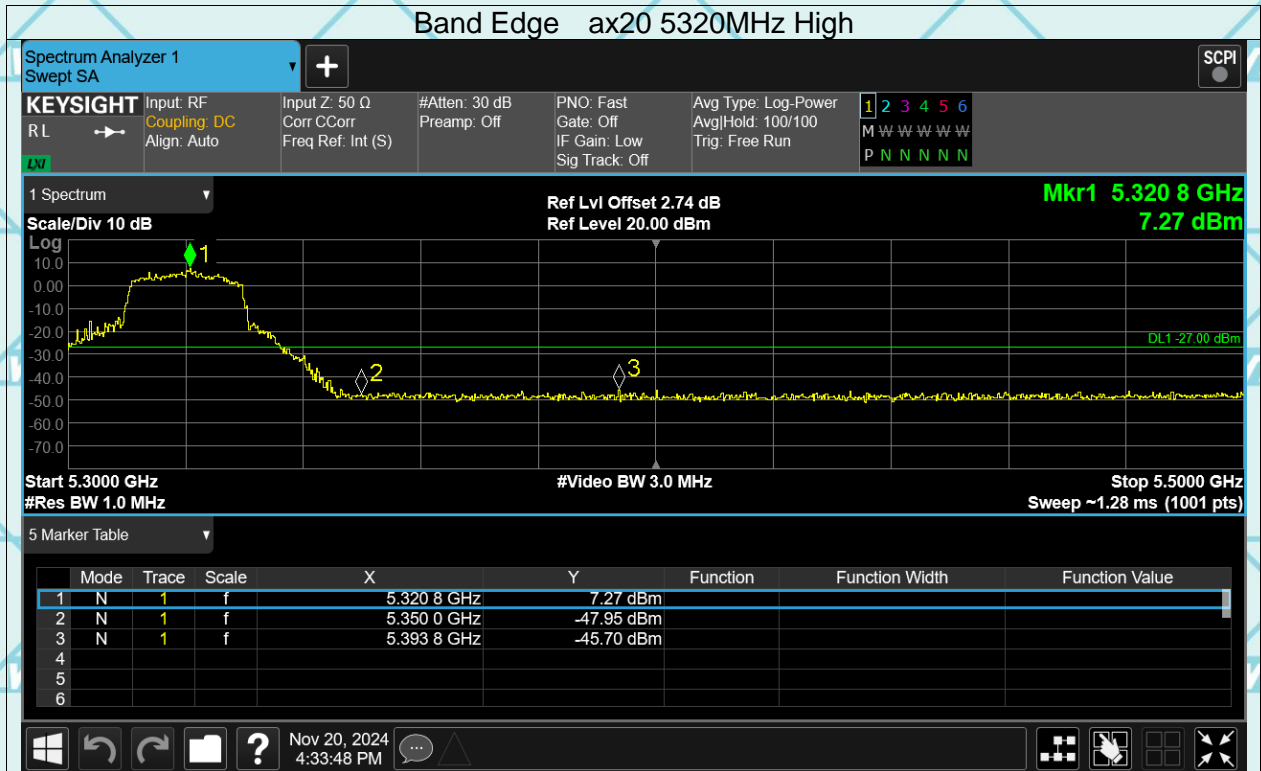 Band Edge ax20 5320MHz High
Spectrum Analyzer 1
Swept SA
+
SCPI
KEYSIGHT
R L
LXI
Input: RF
Coupling: DC
Align: Auto
Input Z: 50 Ω
Corr CCorr
Freq Ref: Int (S)
#Atten: 30 dB
Preamp: Off
PNO: Fast
Gate: Off
IF Gain: Low
Sig Track: Off
Avg Type: Log-Power
Avg|Hold: 100/100
Trig: Free Run
1 2 3 4 5 6
M W W W W W
P N N N N N
1 Spectrum
Scale/Div 10 dB
Ref Lvl Offset 2.74 dB
Ref Level 20.00 dBm
Mkr1 5.320 8 GHz
7.27 dBm
Log
10.0
0.00
-10.0
-20.0
-30.0
-40.0
-50.0
-60.0
-70.0
1
2
3
DL1 -27.00 dBm
Start 5.3000 GHz
#Res BW 1.0 MHz
#Video BW 3.0 MHz
Stop 5.5000 GHz
Sweep ~1.28 ms (1001 pts)
5 Marker Table
Mode Trace Scale X Y Function Function Width Function Value
1 N 1 f 5.320 8 GHz 7.27 dBm
2 N 1 f 5.350 0 GHz -47.95 dBm
3 N 1 f 5.393 8 GHz -45.70 dBm
4
5
6
?
Nov 20, 2024
4:33:48 PM